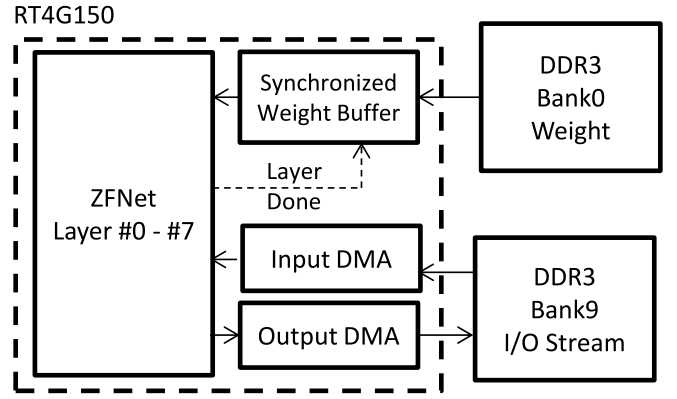 RT4G150
Synchronized
Weight Buffer
DDR3
Bank0
Weight
ZFNet
Layer #0 - #7
Layer
Done
Input DMA
Output DMA
DDR3
Bank9
I/O Stream